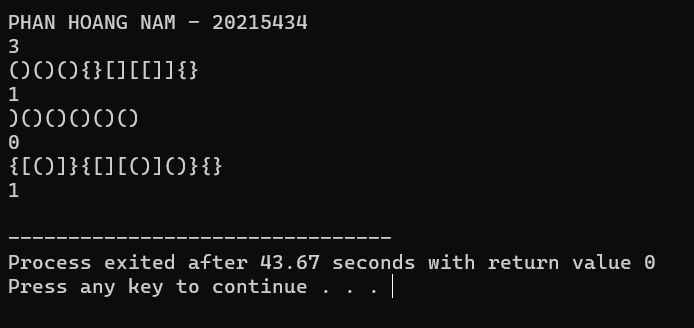 PHAN HOANG NAM - 20215434
3
()()(){}[][[]]{}
1
)()()()()()
0
{[()]}{[][()]()}{}
1
--------------------------------
Process exited after 43.67 seconds with return value 0
Press any key to continue . . .